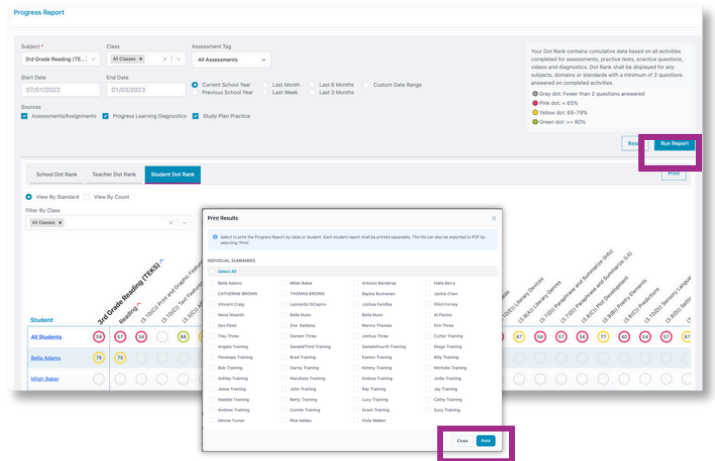 Progress Report
Subject * Class Assessment Tag
3rd Grade Reading (TE... All Classes × × All Assessments
Start Date End Date
07/01/2022 01/03/2023
Current School Year Last Month Last 6 Months Custom Date Range
Previous School Year Last Week Last 3 Months
Sources
Assessments/Assignments Progress Learning Diagnostics Study Plan Practice
Your Dot Rank contains cumulative data based on all activities
completed for assessments, practice tests, practice questions,
videos and diagnostics. Dot Rank shall be displayed for any
subjects, domains or standards with a minimum of 2 questions
answered on completed activities.
Gray dot: Fewer than 2 questions answered
Pink dot: < 65%
Yellow dot: 65-79%
Green dot: >= 80%
Run Report
School Dot Rank Teacher Dot Rank Student Dot Rank
Print
View By Standard View By Count
Filter By Class
All Classes × ×
Student
3rd Grade Reading (TEKS)
Reading
All Students
Bella Adams 75 75
Milah Baker
Print Results ×
Select to print the Progress Report by class or student. Each student report shall be printed separately. The file can also be exported to PDF by
selecting 'Print'
INDIVIDUAL SUMMARIES
Select All
Bella Adams Milah Baker Antonio Banderas Halle Berry
CATHERINE BROWN THOMAS BROWN Kayley Buchanan Jackie Chen
Vincent Craig Leonardo DiCaprio Joshua Fendley Elliot Forney
Hana Niseith Bella Nunn Bella.Nunn Al Pacino
Dev Patel Zoe Saldana Marina Thomas Kim Three
Trey Three Doreen Three Joshua Three Cutter Training
Angela Training SampleThird Training SampleFourth Training Diego Training
Penelope Training Brad Training Easton Training Billy Training
Bob Training Danny Training Kimmy Training Michelle Training
Ashley Training MaryKate Training Andrea Training Jodie Training
Jesse Training John Training Ray Training Jay Training
Maddie Training Betty Training Lucy Training Cathy Training
Andrew Training Connie Training Grant Training Suzy Training
Minnie Turner Rita Valdez Viola Walker
Close Print